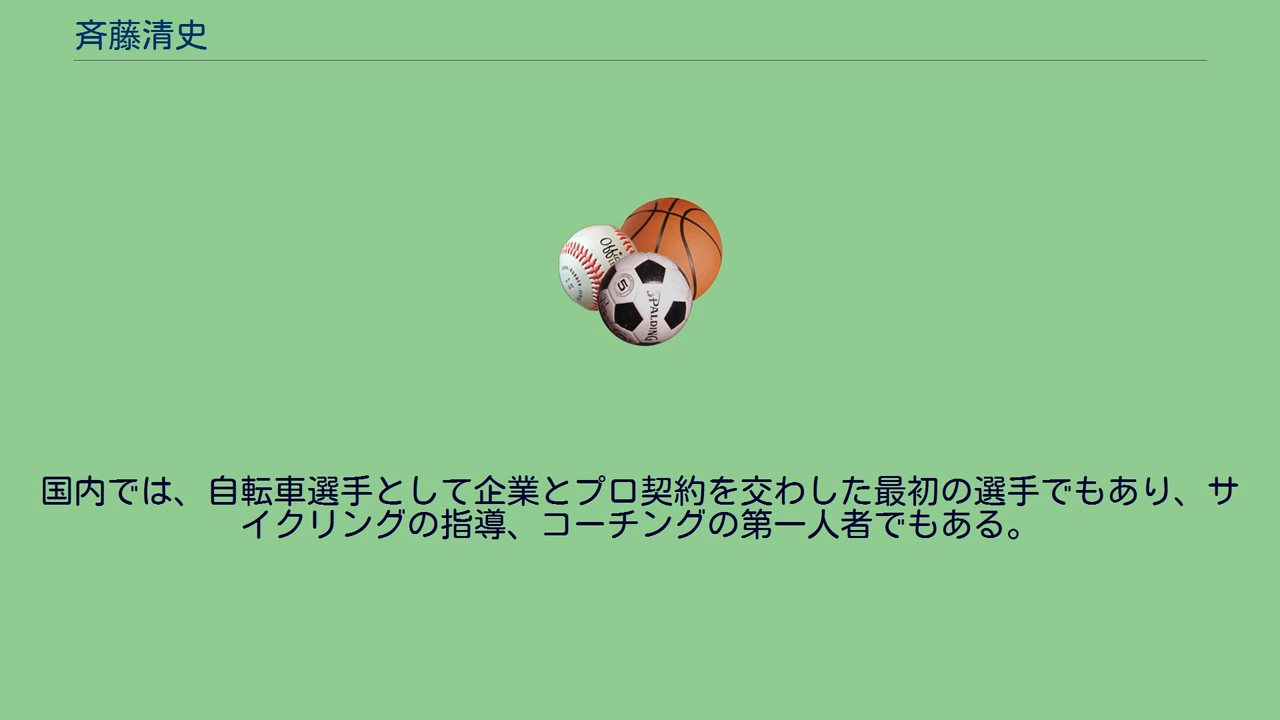 斉藤清史
Offic
5
SPALDING
国内では、自転車選手として企業とプロ契約を交わした最初の選手でもあり、サ
イクリングの指導、コーチングの第一人者でもある。